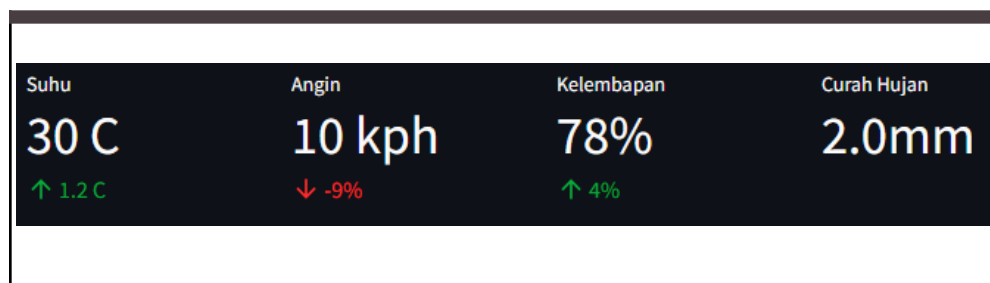 Suhu Angin Kelembapan Curah Hujan
30 C 10 kph 78% 2.0mm
↑ 1.2 C ↓ -9% ↑ 4%